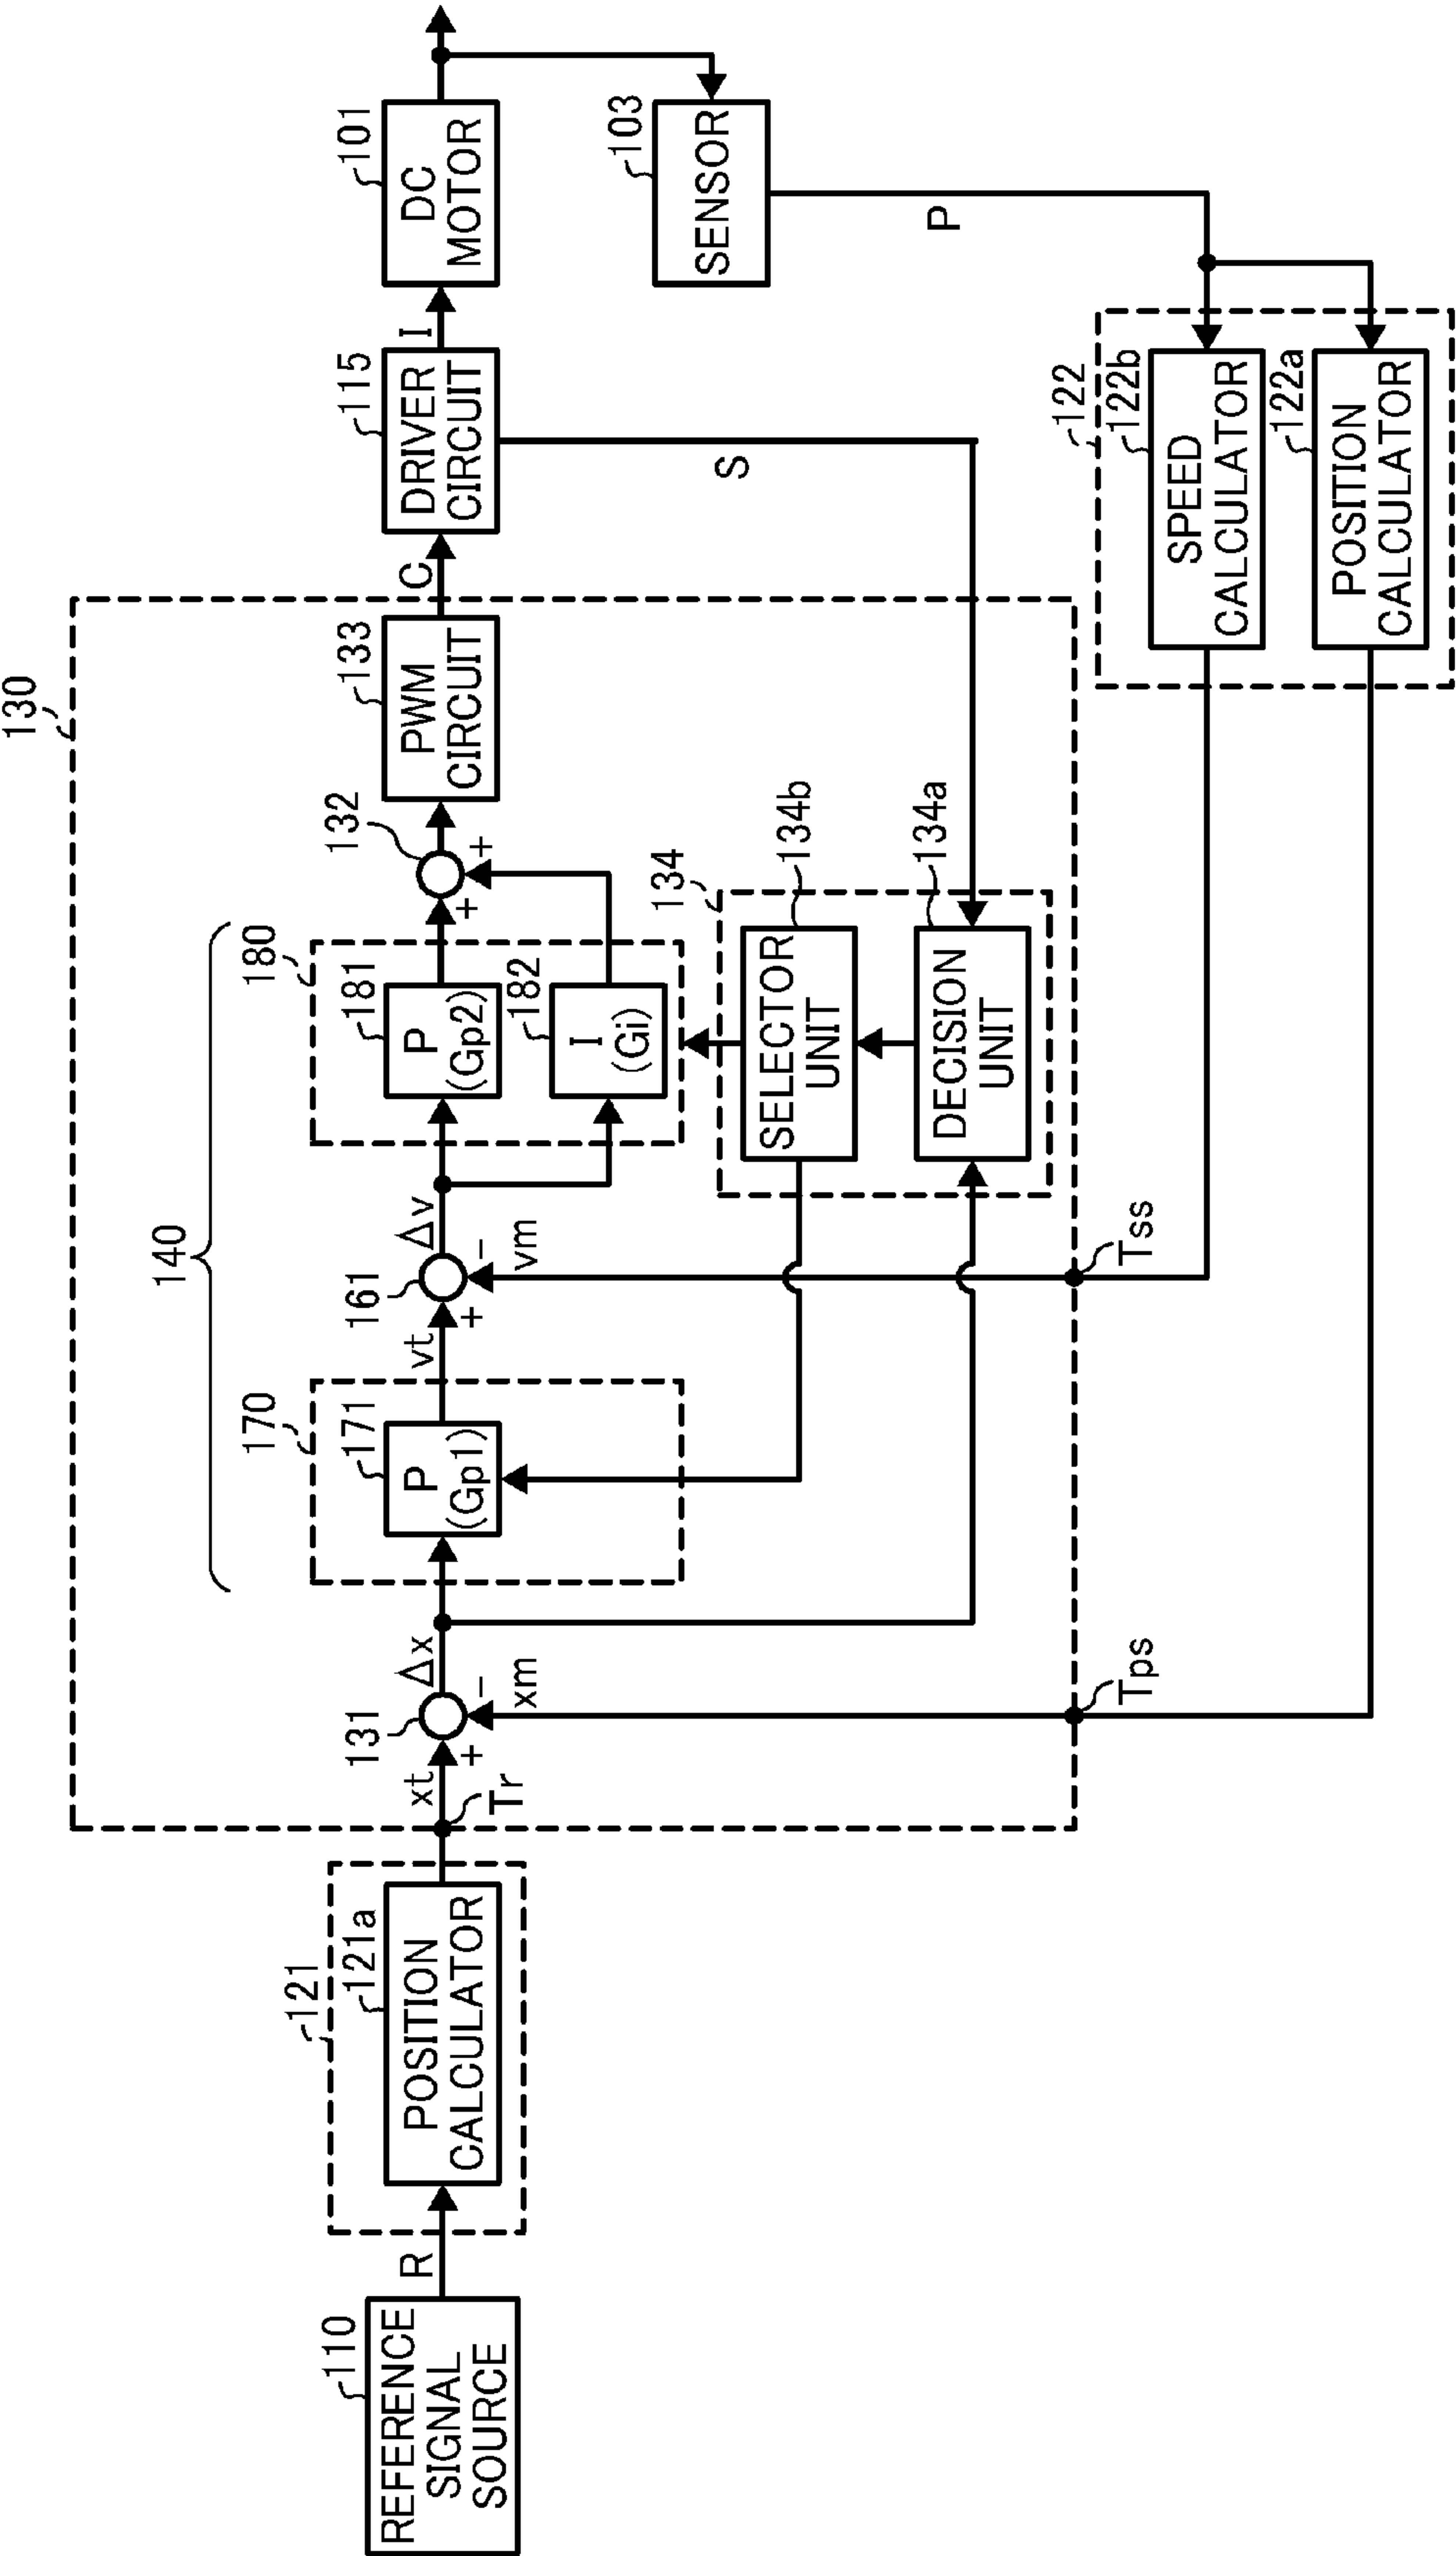 130
140
110
REFERENCE
SIGNAL
SOURCE
R
121
121a
POSITION
CALCULATOR
xt
Tr
+
131
−
xm
Δx
170
171
P
(Gp1)
vt
+
161
−
vm
Δv
180
181
P
(Gp2)
182
I
(Gi)
+
+
132
133
PWM
CIRCUIT
C
115
DRIVER
CIRCUIT
I
101
DC
MOTOR
103
SENSOR
P
S
134
134b
SELECTOR
UNIT
134a
DECISION
UNIT
Tps
Tss
122
122b
SPEED
CALCULATOR
122a
POSITION
CALCULATOR